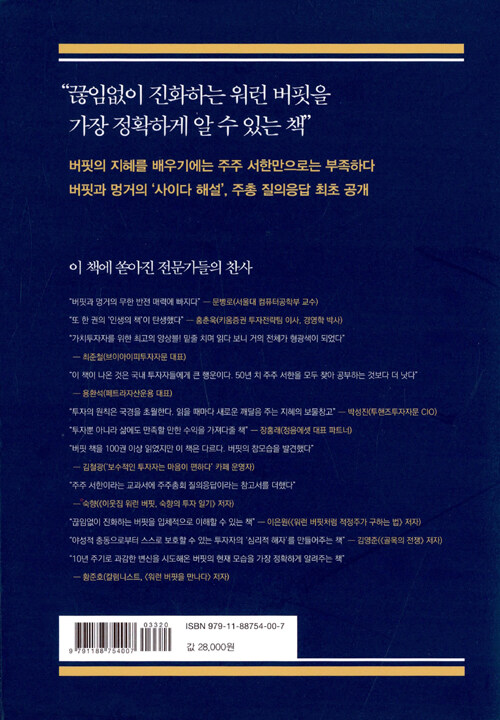 “끊임없이 진화하는 워런 버핏을
가장 정확하게 알 수 있는 책”
버핏의 지혜를 배우기에는 주주 서한만으로는 부족하다
버핏과 멍거의 ‘사이다 해설’, 주총 질의응답 최초 공개
이 책에 쏟아진 전문가들의 찬사
“버핏과 멍거의 무한 반전 매력에 빠지다” — 문병로(서울대 컴퓨터공학부 교수)
“또 한 권의 ‘인생의 책’이 탄생했다” — 홍춘욱(키움증권 투자전략팀 이사, 경영학 박사)
“가치투자자를 위한 최고의 앙상블! 밑줄 치며 읽다 보니 거의 전체가 형광색이 되었다”
— 최준철(브이아이피투자자문 대표)
“이 책이 나온 것은 국내 투자자들에게 큰 행운이다. 50년 치 주주 서한을 모두 찾아 공부하는 것보다 더 낫다”
— 용환석(페트라자산운용 대표)
“투자의 원칙은 국경을 초월한다. 읽을 때마다 새로운 깨달음 주는 지혜의 보물창고” — 박성진(투핸즈투자자문 CIO)
“투자뿐 아니라 삶에도 만족할 만한 수익을 가져다줄 책” — 장홍래(정음에셋 대표 파트너)
“버핏 책을 100권 이상 읽었지만 이 책은 다르다. 버핏의 참모습을 발견했다”
— 김철광(‘보수적인 투자자는 마음이 편하다’ 카페 운영자)
“주주 서한이라는 교과서에 주주총회 질의응답이라는 참고서를 더했다”
— 숙향(《이웃집 워런 버핏, 숙향의 투자 일기》 저자)
“끊임없이 진화하는 버핏을 입체적으로 이해할 수 있는 책” — 이은원(《워런 버핏처럼 적정주가 구하는 법》 저자)
“야성적 충동으로부터 스스로 보호할 수 있는 투자자의 ‘심리적 해자’를 만들어주는 책” — 김영준(《골목의 전쟁》 저자)
“10년 주기로 과감한 변신을 시도해온 버핏의 현재 모습을 가장 정확하게 알려주는 책”
— 황준호(칼럼니스트, 《워런 버핏을 만나다》 저자)
03320
9 791188 754007
ISBN 979-11-88754-00-7
값 28,000원